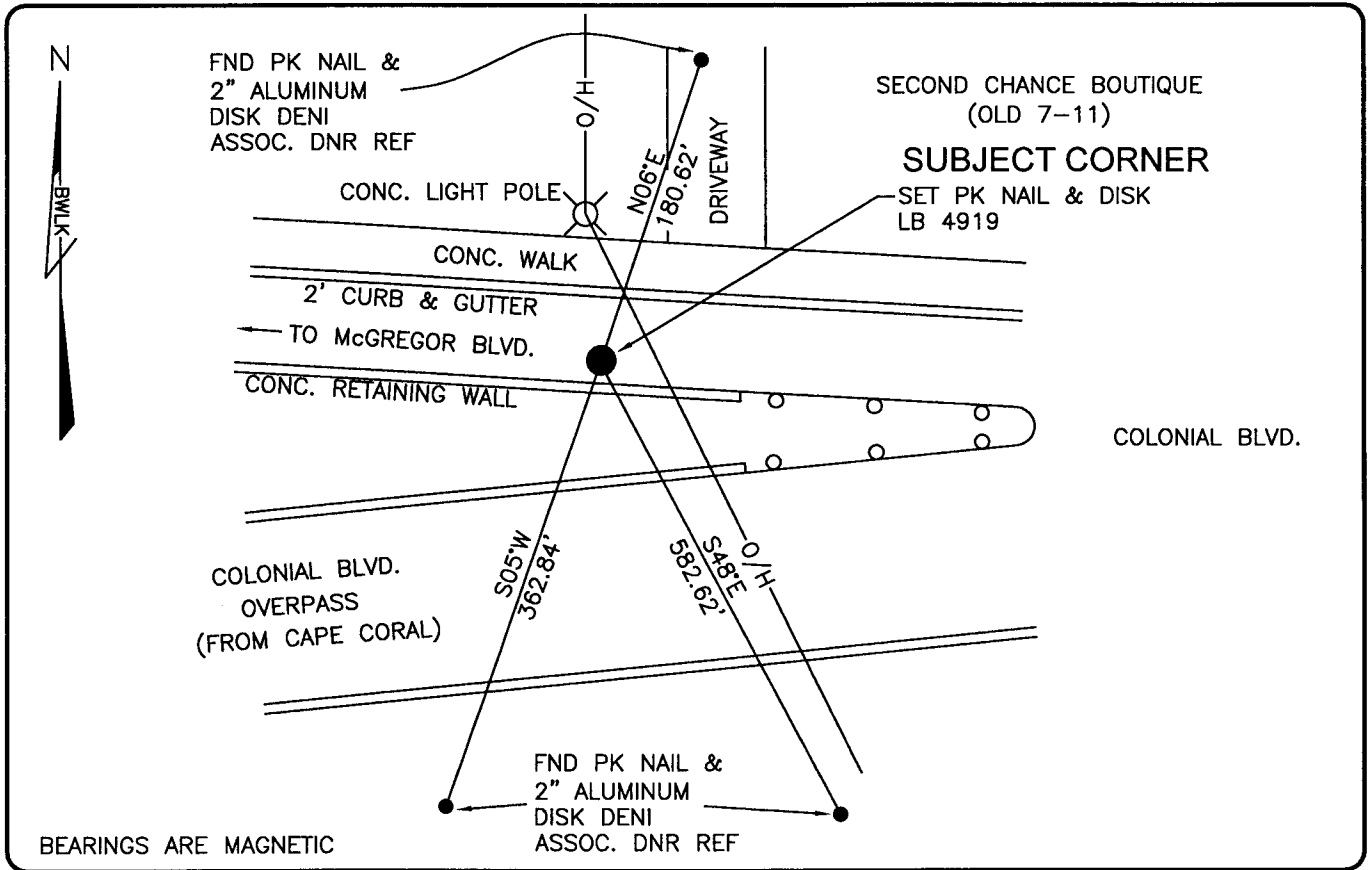 N
BWLK
FND PK NAIL &
2" ALUMINUM
DISK DENI
ASSOC. DNR REF
H/O
N06°E
180.62'
DRIVEWAY
SECOND CHANCE BOUTIQUE
(OLD 7-11)
SUBJECT CORNER
SET PK NAIL & DISK
LB 4919
CONC. LIGHT POLE
CONC. WALK
2' CURB & GUTTER
TO McGREGOR BLVD.
CONC. RETAINING WALL
COLONIAL BLVD.
S05°W
362.84'
S48°E
582.62'
O/H
COLONIAL BLVD.
OVERPASS
(FROM CAPE CORAL)
FND PK NAIL &
2" ALUMINUM
DISK DENI
ASSOC. DNR REF
BEARINGS ARE MAGNETIC